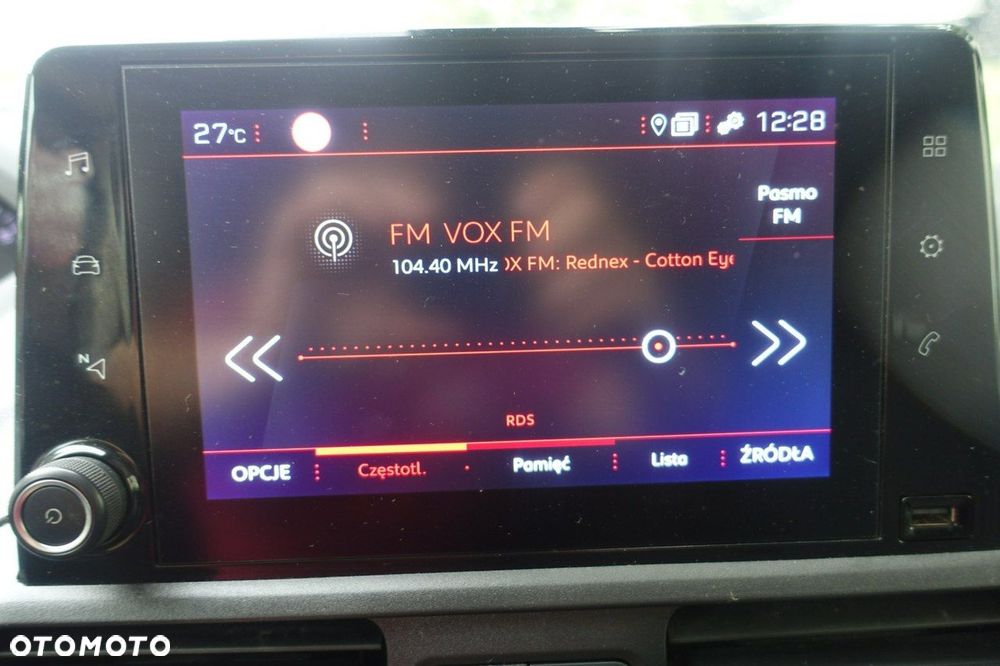 27°C
12:28
Pasmo
FM
FM VOX FM
104.40 MHz OX FM: Rednex - Cotton Eye
N
RDS
OPCJE Częstotl. Pamięć Lista ŹRÓDŁA
OTOMOTO